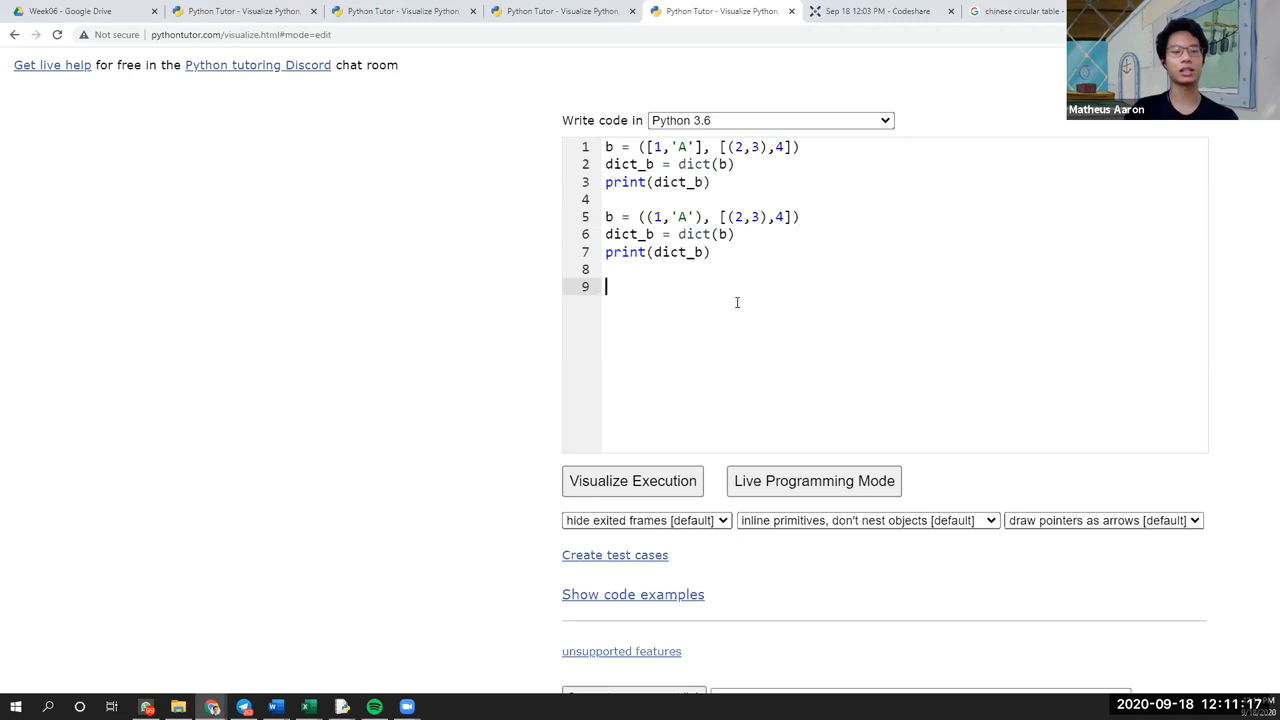 Week06 - Google Drive
Python Tutor - Visualize Python,
Python Tutor - Visualize Python,
Python Tutor - Visualize Python,
Python Tutor - Visualize Python,
Sep 18 12:03 PM - Codeshare
chinese circular table -
Not secure | pythontutor.com/visualize.html#mode=edit
Get live help for free in the Python tutoring Discord chat room
Matheus Aaron
Write code in Python 3.6
1 b = ([1,'A'], [(2,3),4])
2 dict_b = dict(b)
3 print(dict_b)
4
5 b = ((1,'A'), [(2,3),4])
6 dict_b = dict(b)
7 print(dict_b)
8
9
Visualize Execution
Live Programming Mode
hide exited frames [default]
inline primitives, don't nest objects [default]
draw pointers as arrows [default]
Create test cases
Show code examples
unsupported features
2020-09-18 12:11:17